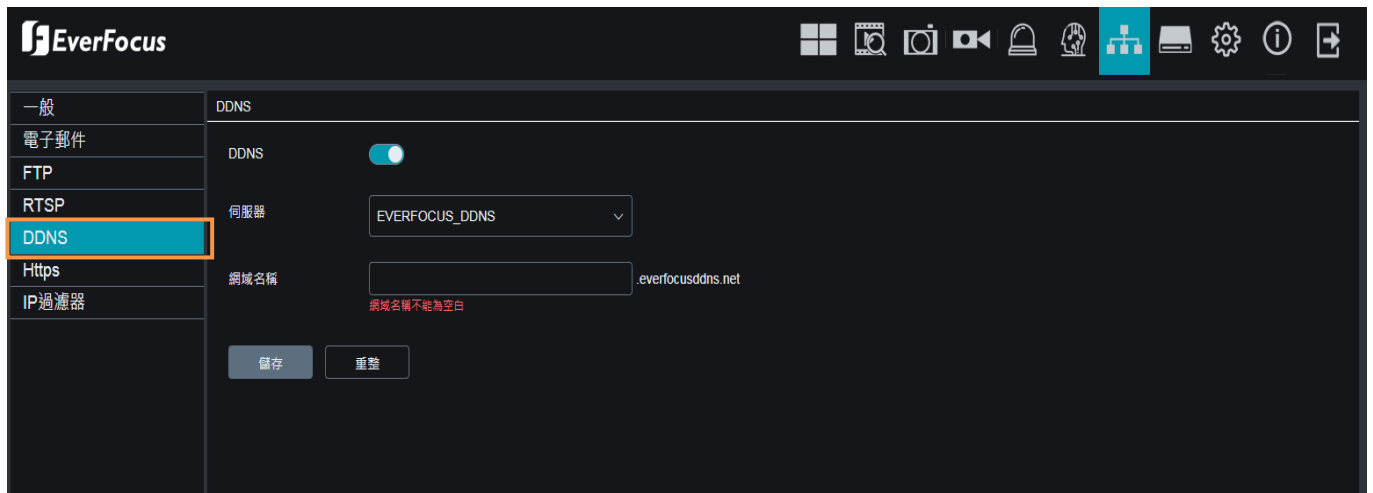 EverFocus
一般
電子郵件
FTP
RTSP
DDNS
Https
IP過濾器
DDNS
DDNS
伺服器
EVERFOCUS_DDNS
網域名稱
.everfocusddns.net
網域名稱不能為空白
儲存
重整